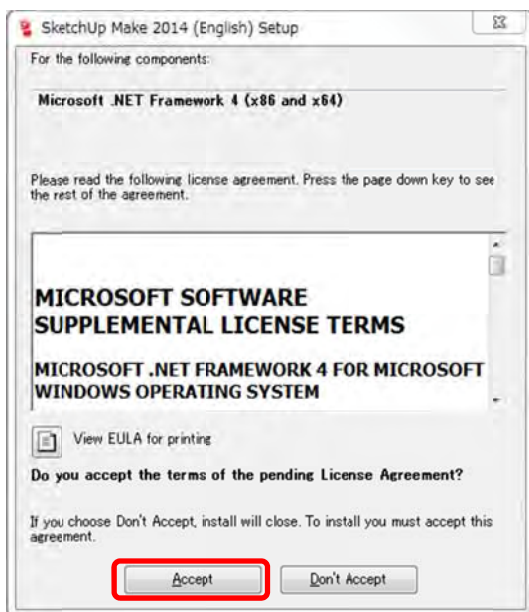 SketchUp Make 2014 (English) Setup
For the following components:
Microsoft .NET Framework 4 (x86 and x64)
Please read the following license agreement. Press the page down key to see
the rest of the agreement.
MICROSOFT SOFTWARE
SUPPLEMENTAL LICENSE TERMS
MICROSOFT .NET FRAMEWORK 4 FOR MICROSOFT
WINDOWS OPERATING SYSTEM
View EULA for printing
Do you accept the terms of the pending License Agreement?
If you choose Don't Accept, install will close. To install you must accept this
agreement.
Accept
Don't Accept